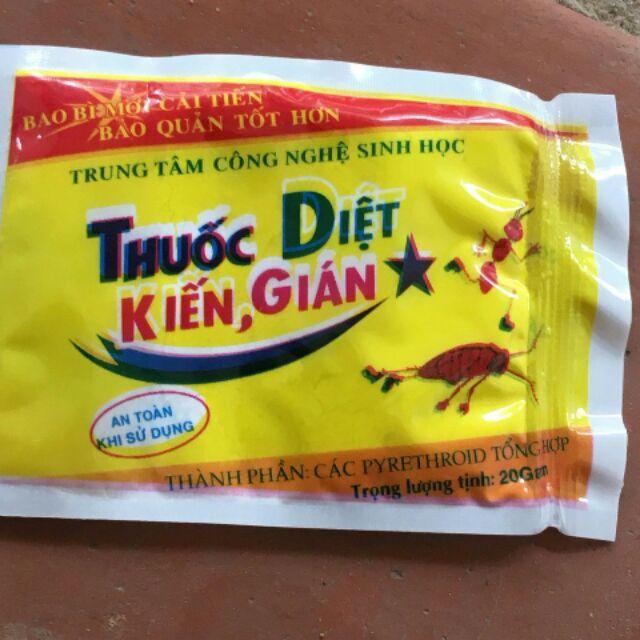 BAO BÌ MỚI CẢI TIẾN
BẢO QUẢN TỐT HƠN
TRUNG TÂM CÔNG NGHỆ SINH HỌC
THUỐC DIỆT
KIẾN, GIÁN
AN TOÀN
KHI SỬ DỤNG
THÀNH PHẦN: CÁC PYRETHROID TỔNG HỢP
Trọng lượng tịnh: 20Gam